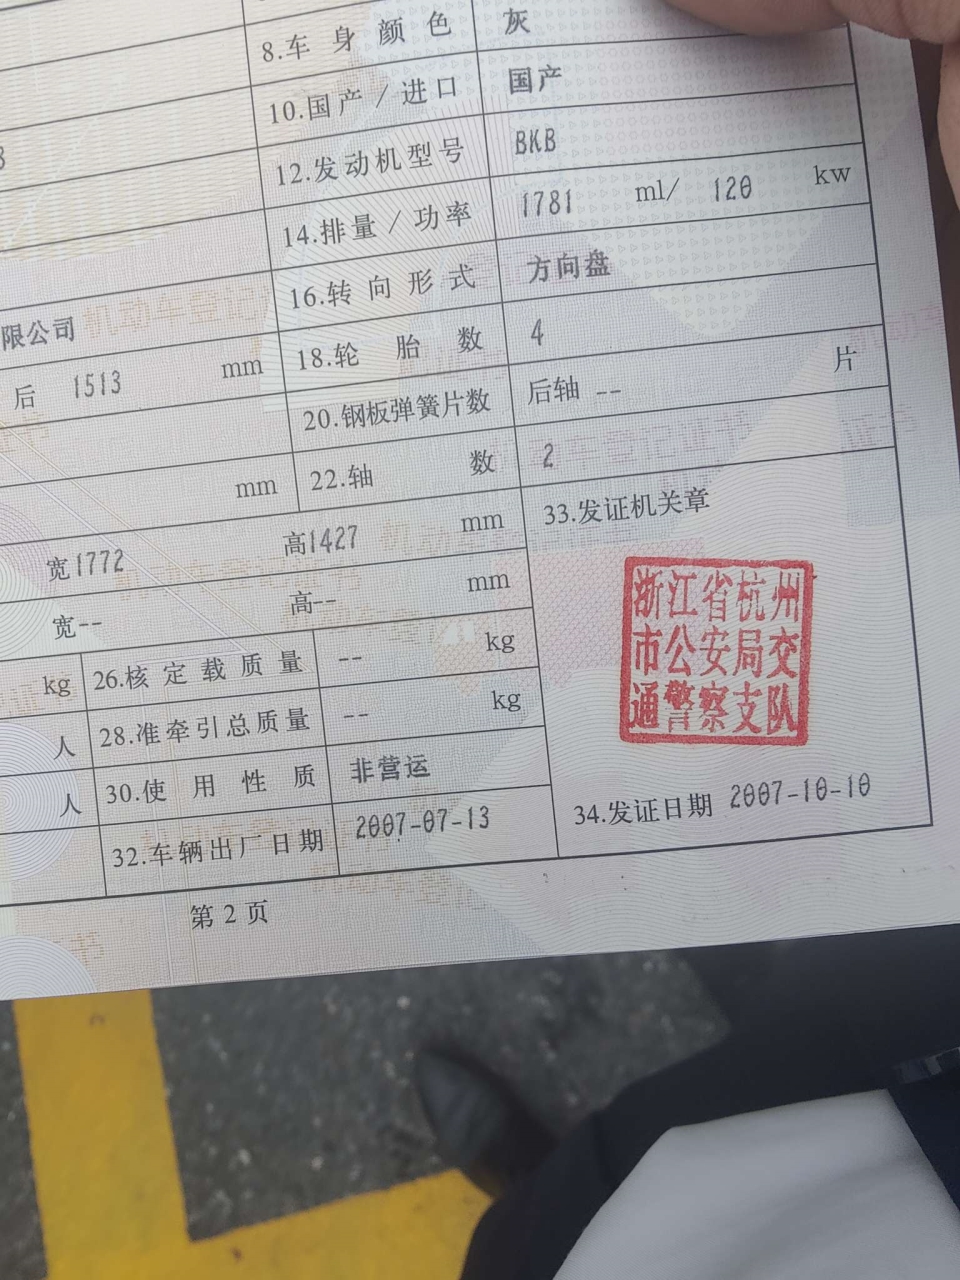 8.车身颜色 灰
10.国产/进口 国产
12.发动机型号 BKB
14.排量/功率 1781 ml/ 120 kw
16.转向形式 方向盘
限公司
后 1513 mm 18.轮胎数 4
20.钢板弹簧片数 后轴 -- 片
mm 22.轴数 2
宽1772 高1427 mm 33.发证机关章
宽-- 高-- mm
浙江省杭州
市公安局交
通警察支队
kg 26.核定载质量 -- kg
人 28.准牵引总质量 -- kg
人 30.使用性质 非营运
32.车辆出厂日期 2007-07-13 34.发证日期 2007-10-10
第2页